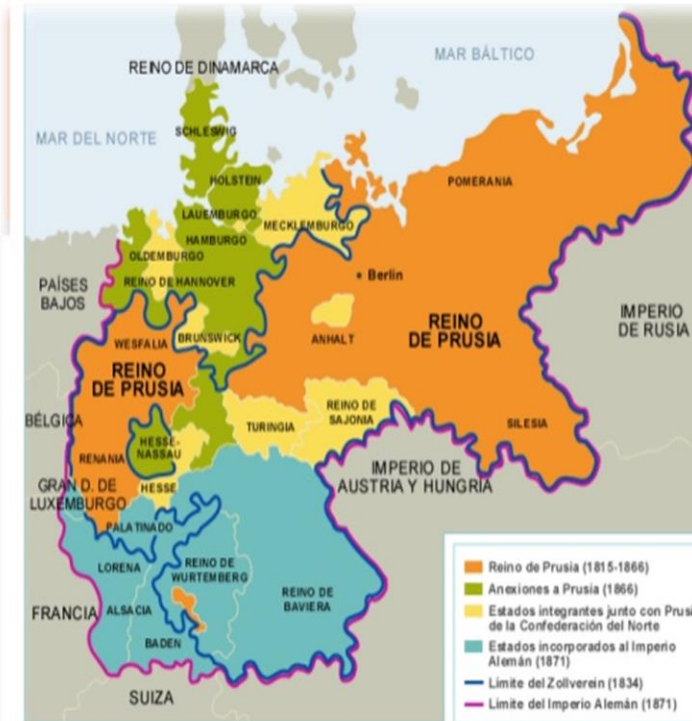 MAR BÁLTICO
REINO DE DINAMARCA
MAR DEL NORTE
SCHLESWIG
HOLSTEIN
POMERANIA
LAUEMBURGO
MECKLEMBURGO
HAMBURGO
OLDEMBURGO
Berlín
PAÍSES
BAJOS
REINO DE HANNOVER
IMPERIO
DE RUSIA
REINO
DE PRUSIA
WESFALIA
BRUNSWICK
ANHALT
REINO
DE PRUSIA
BÉLGICA
TURINGIA
REINO DE
SAJONIA
SILESIA
HESSE-
NASSAU
RENANIA
IMPERIO DE
AUSTRIA Y HUNGRÍA
GRAN D. DE
LUXEMBURGO
HESSE
PALATINADO
LORENA
REINO DE
WURTEMBERG
REINO DE
BAVIERA
FRANCIA
ALSACIA
BADEN
SUIZA
Reino de Prusia (1815-1866)
Anexiones a Prusia (1866)
Estados integrantes junto con Prusi
de la Confederación del Norte
Estados incorporados al Imperio
Alemán (1871)
Límite del Zollverein (1834)
Límite del Imperio Alemán (1871)